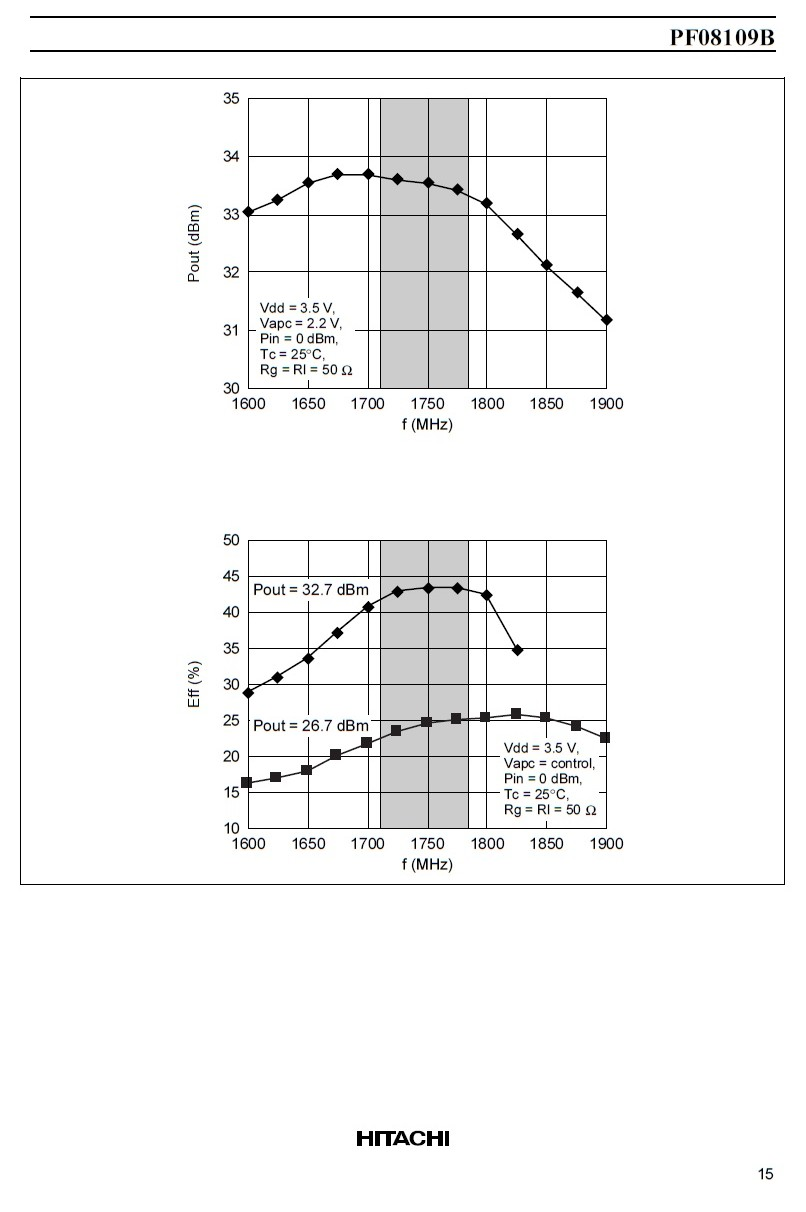 PF08109B
35
34
33
32
31
30
Pout (dBm)
Vdd = 3.5 V,
Vapc = 2.2 V,
Pin = 0 dBm,
Tc = 25°C,
Rg = Rl = 50 Ω
1600 1650 1700 1750 1800 1850 1900
f (MHz)
50
45
40
35
30
25
20
15
10
Eff (%)
Pout = 32.7 dBm
Pout = 26.7 dBm
Vdd = 3.5 V,
Vapc = control,
Pin = 0 dBm,
Tc = 25°C,
Rg = Rl = 50 Ω
1600 1650 1700 1750 1800 1850 1900
f (MHz)
HITACHI
15